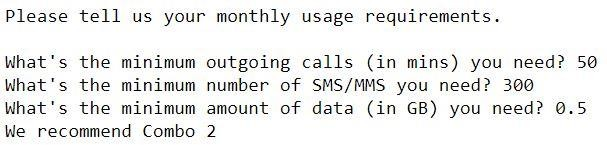 Please tell us your monthly usage requirements.
What's the minimum outgoing calls (in mins) you need? 50
What's the minimum number of SMS/MMS you need? 300
What's the minimum amount of data (in GB) you need? 0.5
We recommend Combo 2